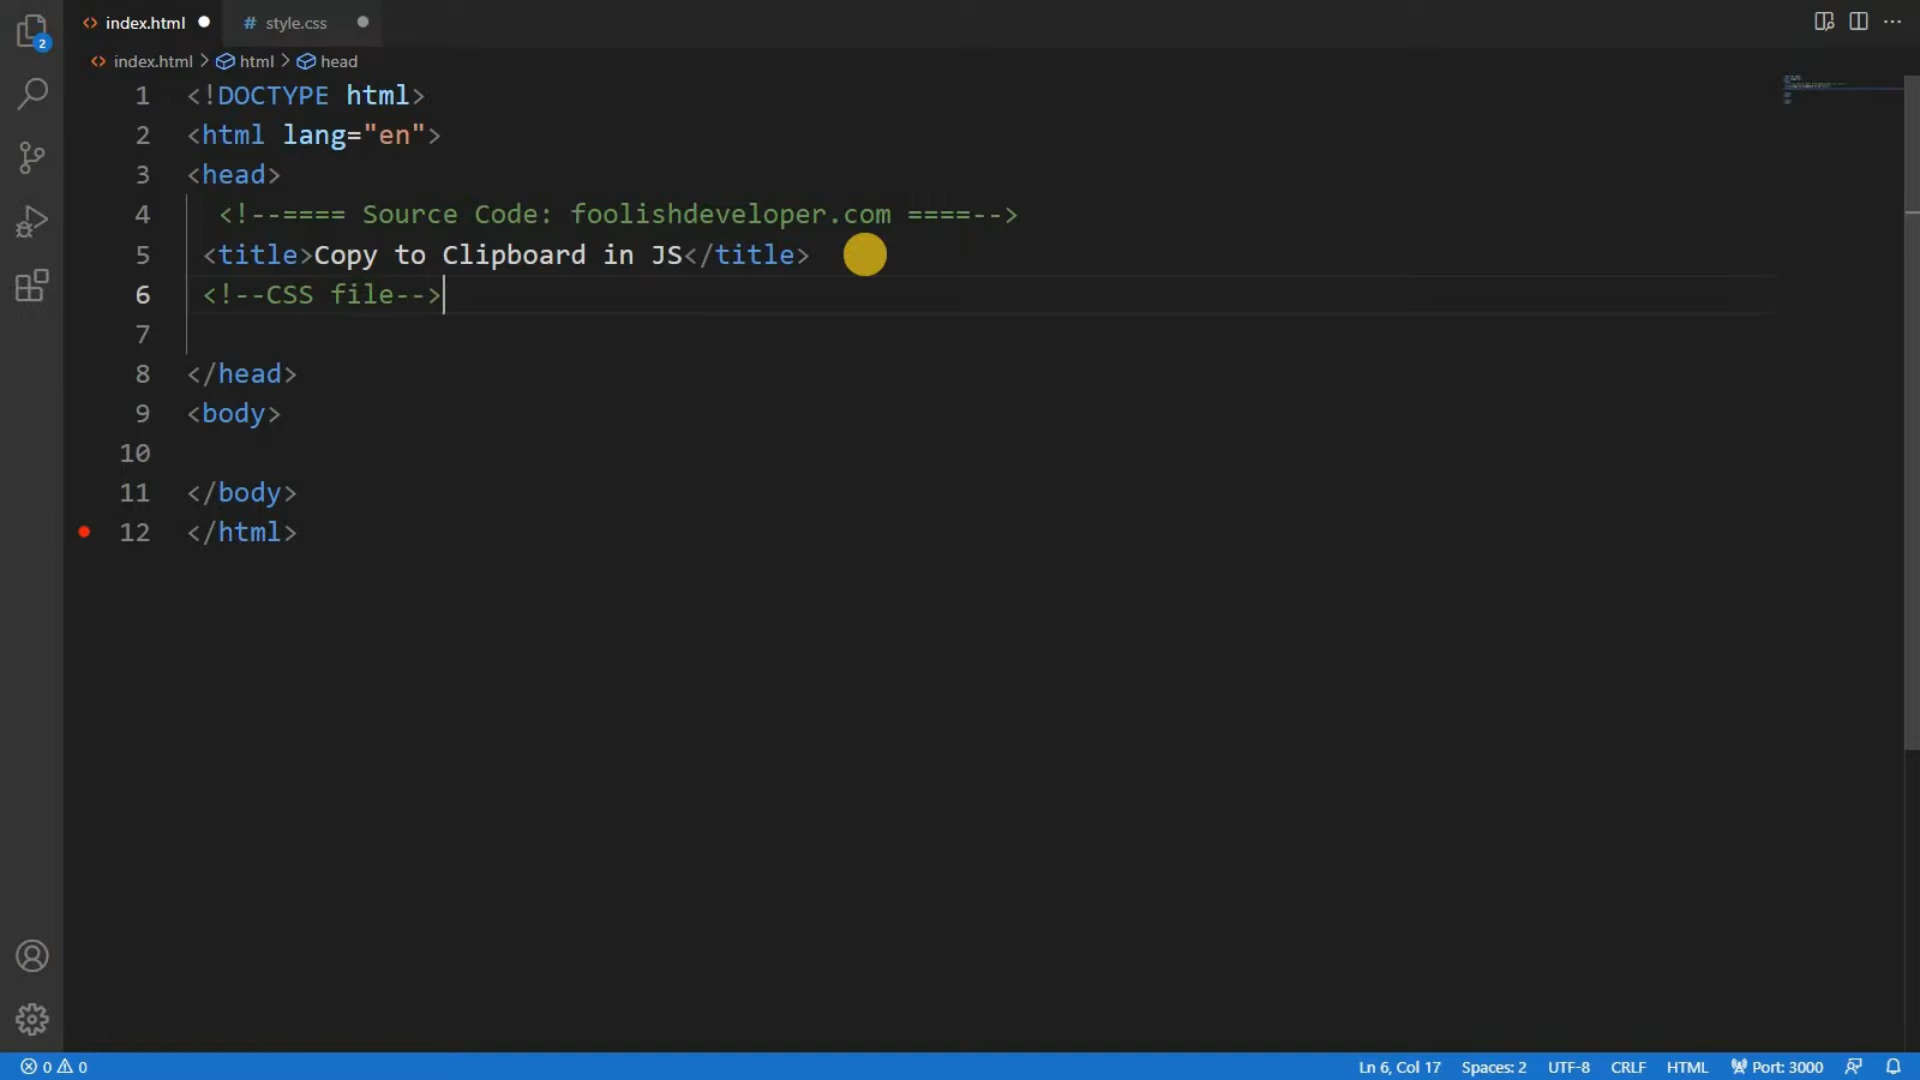 index.html
style.css
2
index.html > html > head
1 <!DOCTYPE html>
2 <html lang="en">
3 <head>
4 <!--==== Source Code: foolishdeveloper.com ====-->
5 <title>Copy to Clipboard in JS</title>
6 <!--CSS file-->
7
8 </head>
9 <body>
10
11 </body>
12 </html>
0 0 Ln 6, Col 17 Spaces: 2 UTF-8 CRLF HTML Port: 3000